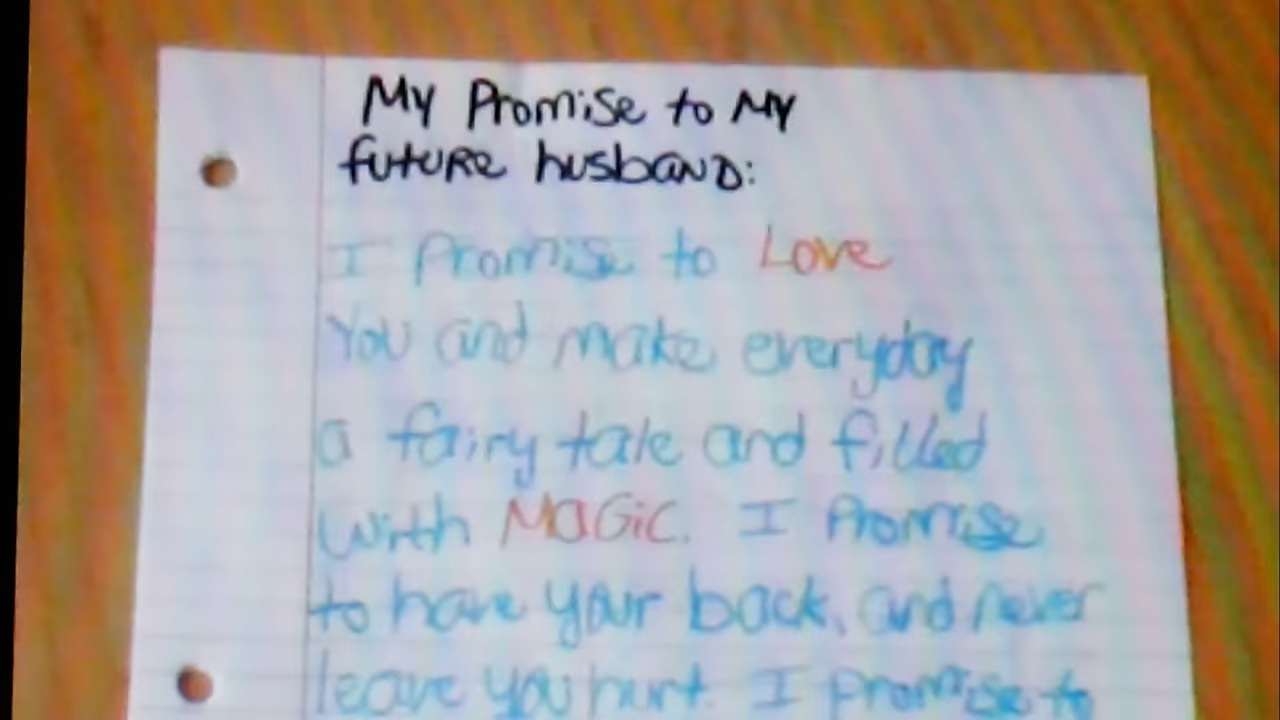 My Promise to My
future husband:
I Promise to Love
You and make everyday
a fairy tale and filled
with MaGiC. I Promise
to have your back, and never
leave you hurt. I promise to